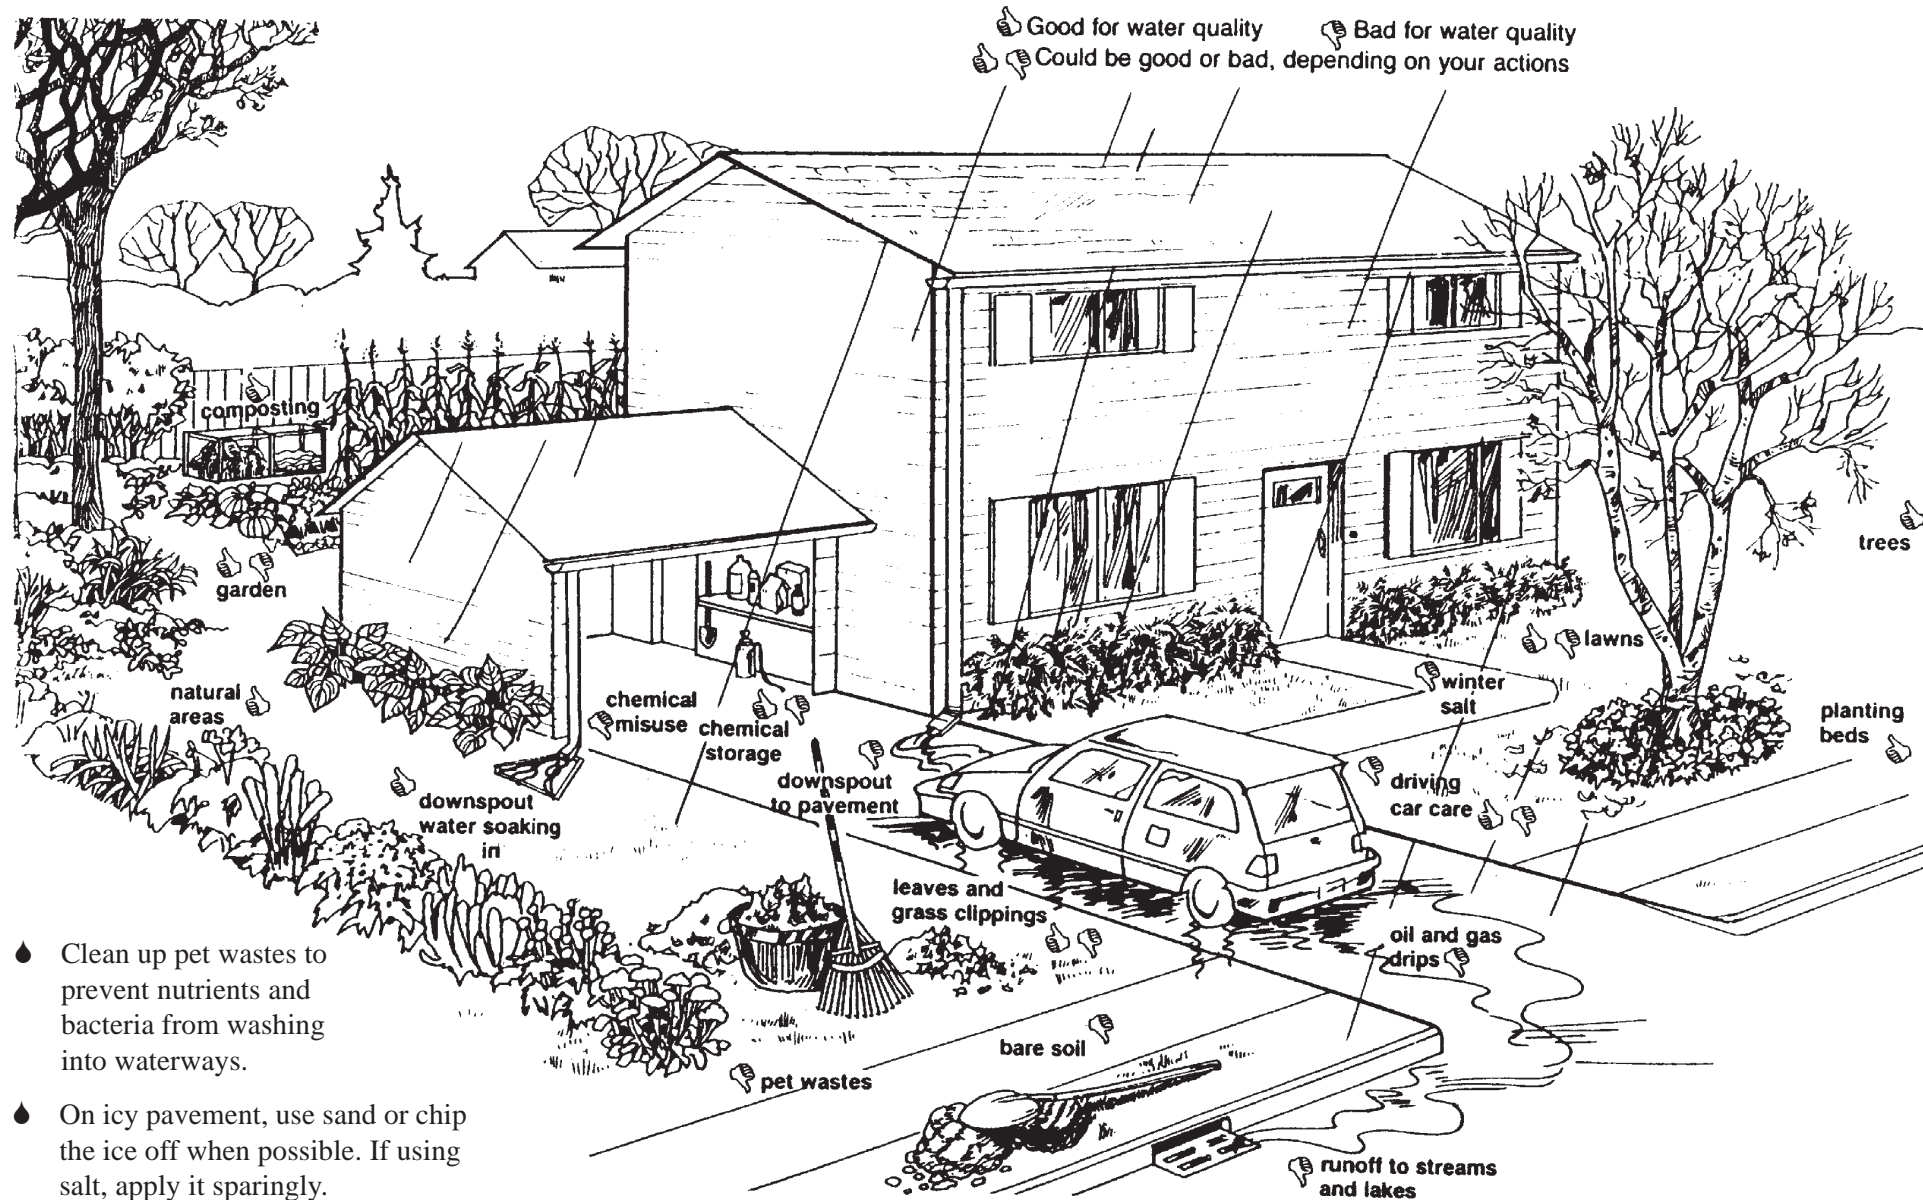 Good for water quality
Bad for water quality
Could be good or bad, depending on your actions
composting
garden
trees
lawns
natural
areas
chemical
misuse
chemical
storage
winter
salt
planting
beds
downspout
water soaking
in
downspout
to pavement
driving
car care
leaves and
grass clippings
oil and gas
drips
Clean up pet wastes to
prevent nutrients and
bacteria from washing
into waterways.
bare soil
pet wastes
On icy pavement, use sand or chip
the ice off when possible. If using
salt, apply it sparingly.
runoff to streams
and lakes